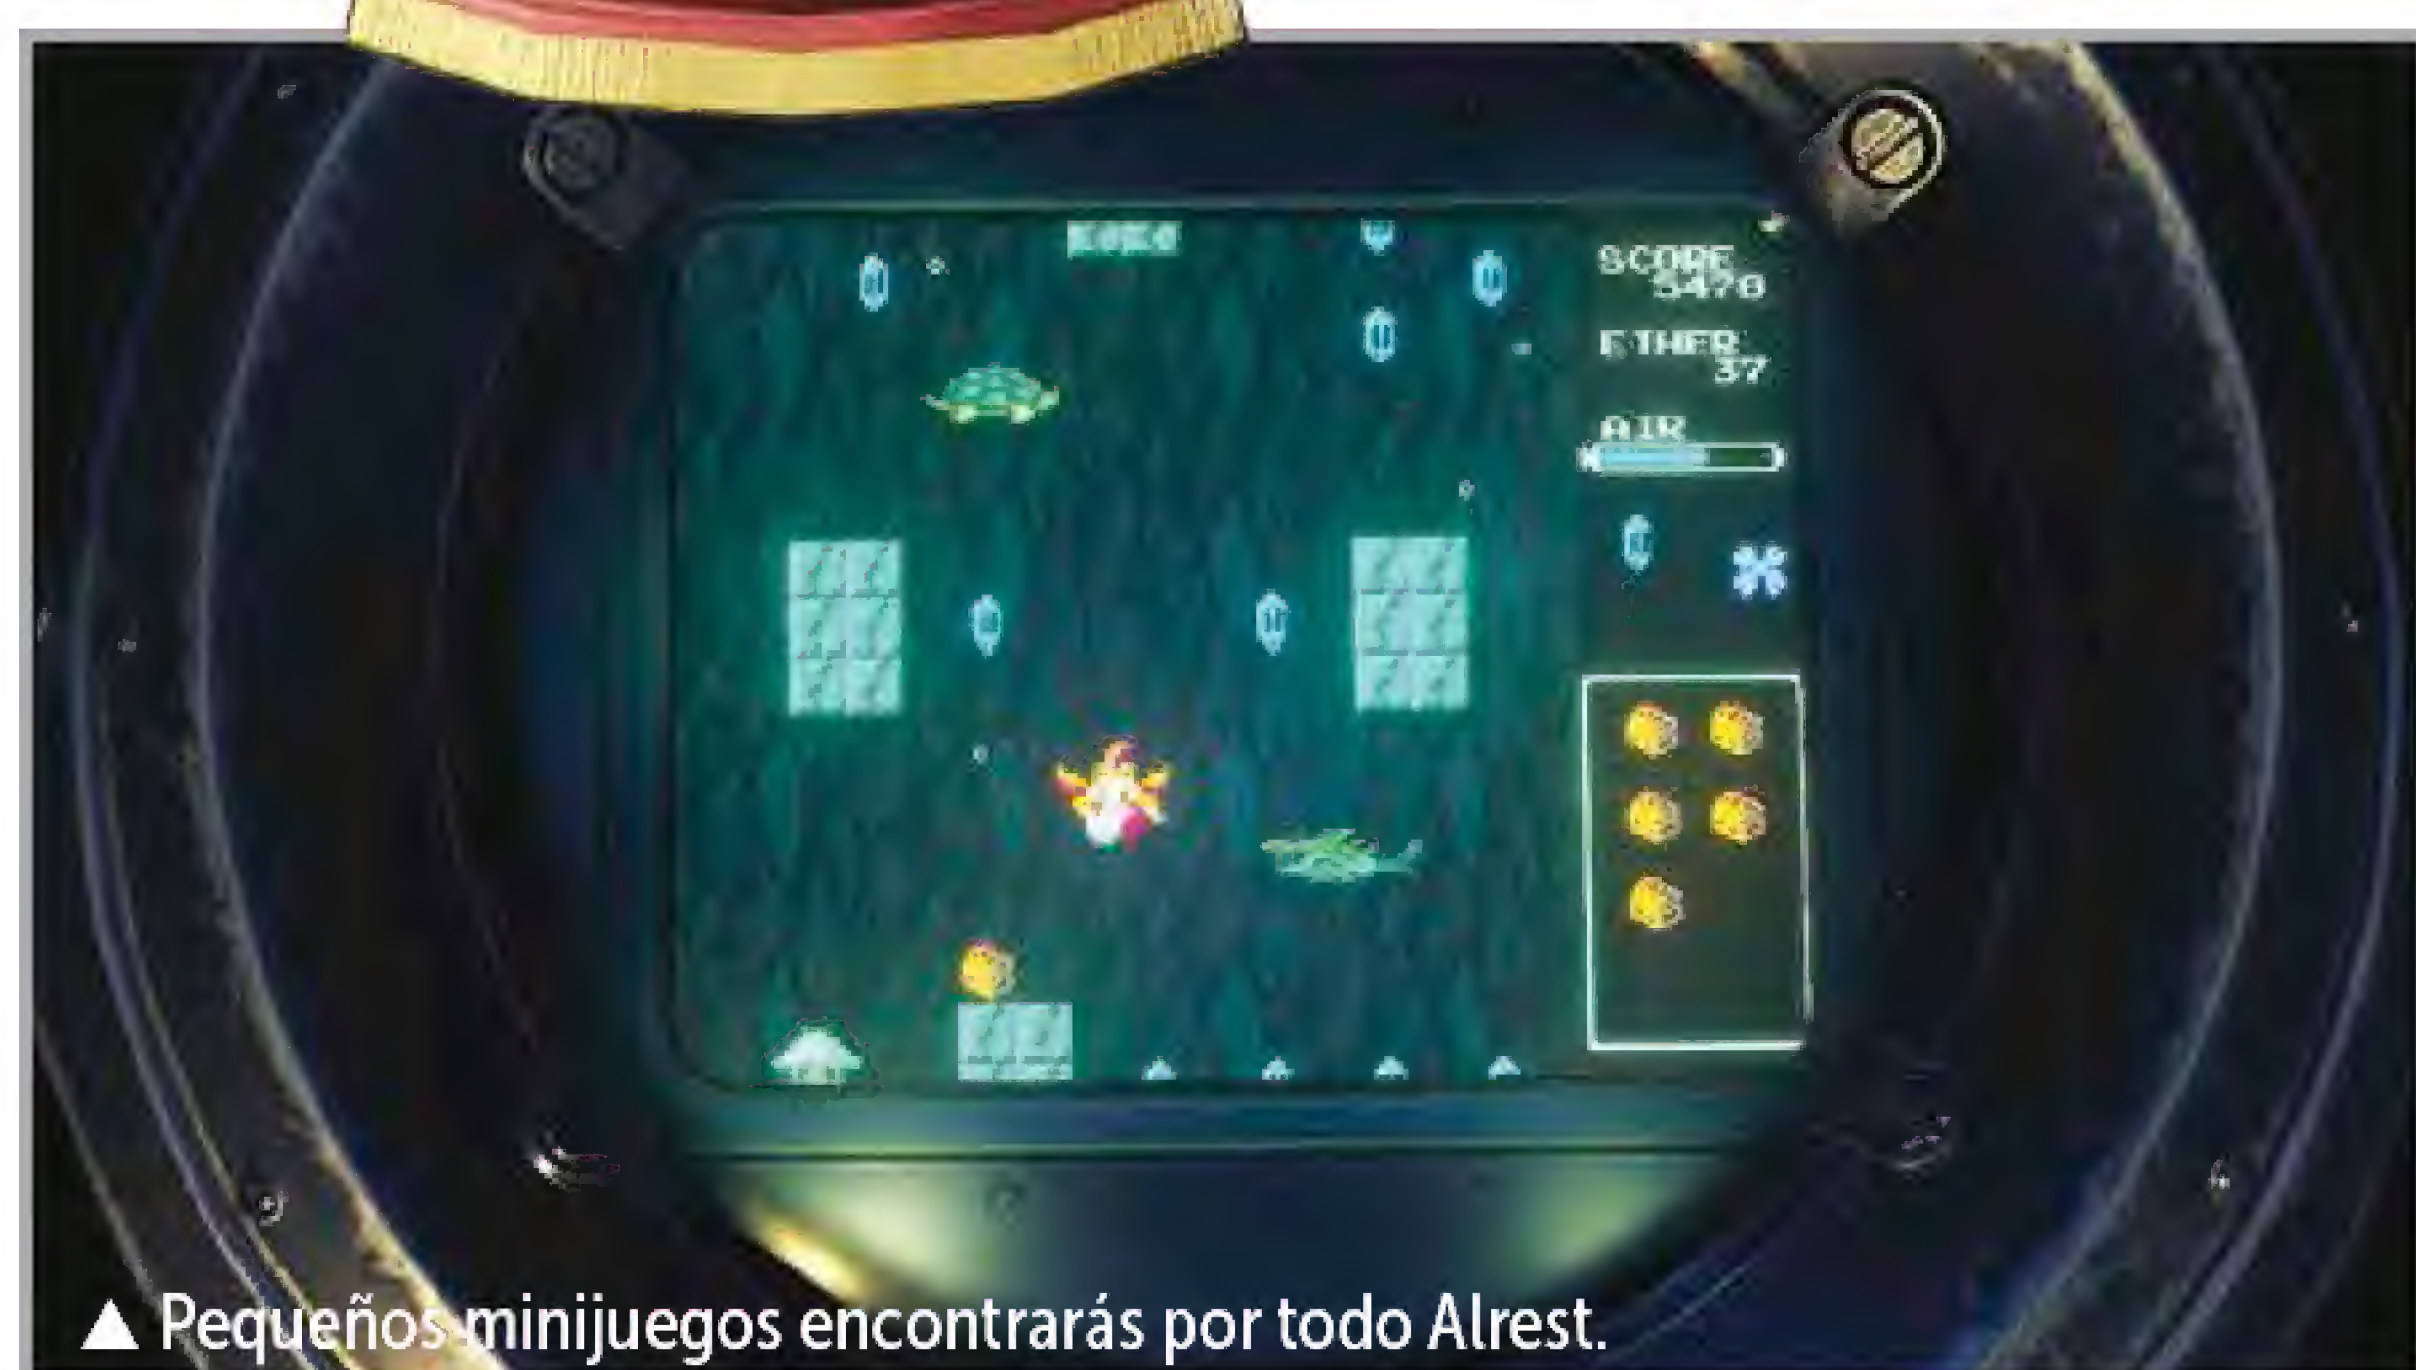 SCORE
5470
ETHER
37
AIR
▲ Pequeños minijuegos encontrarás por todo Alrest.